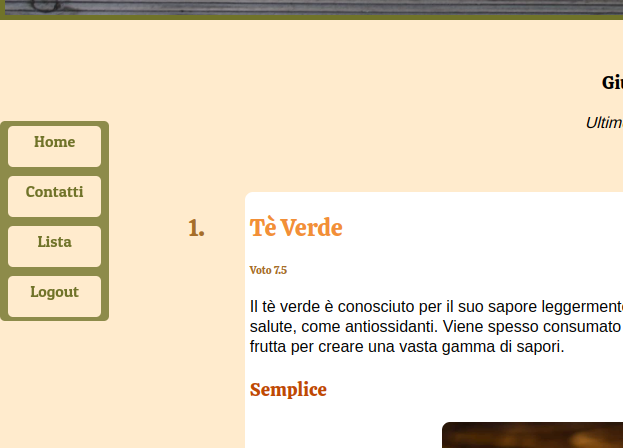 Ultim
Home
Contatti
Lista
Logout
1.
Tè Verde
Voto 7.5
Il tè verde è conosciuto per il suo sapore leggermente
salute, come antiossidanti. Viene spesso consumato
frutta per creare una vasta gamma di sapori.
Semplice